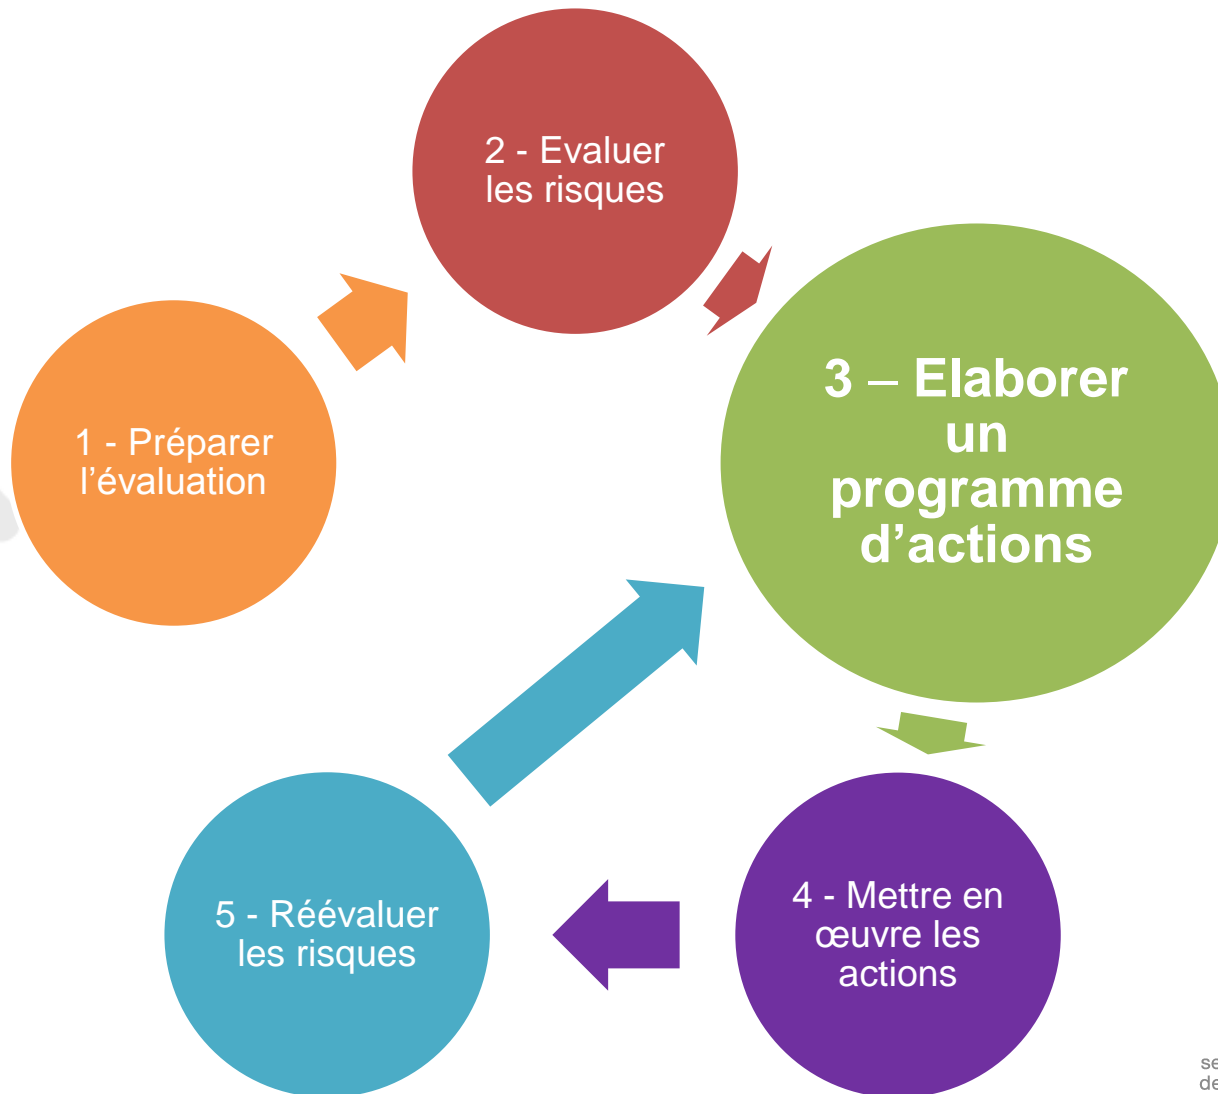 2 - Evaluer
les risques
1 - Préparer
l’évaluation
3 – Elaborer
un
programme
d’actions
5 - Réévaluer
les risques
4 - Mettre en
œuvre les
actions